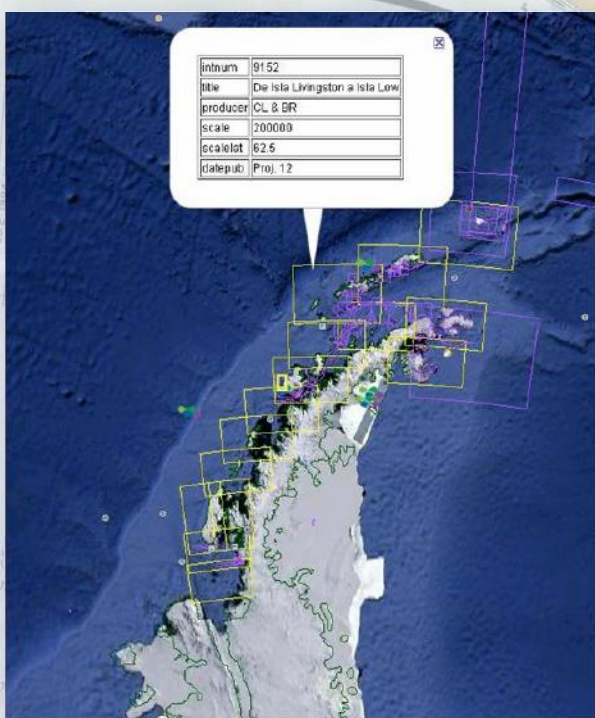 intnum 9152
title De Isla Livingston a Isla Low
producer CL & BR
scale 200000
scalelat 62.5
datepub Proj. 12